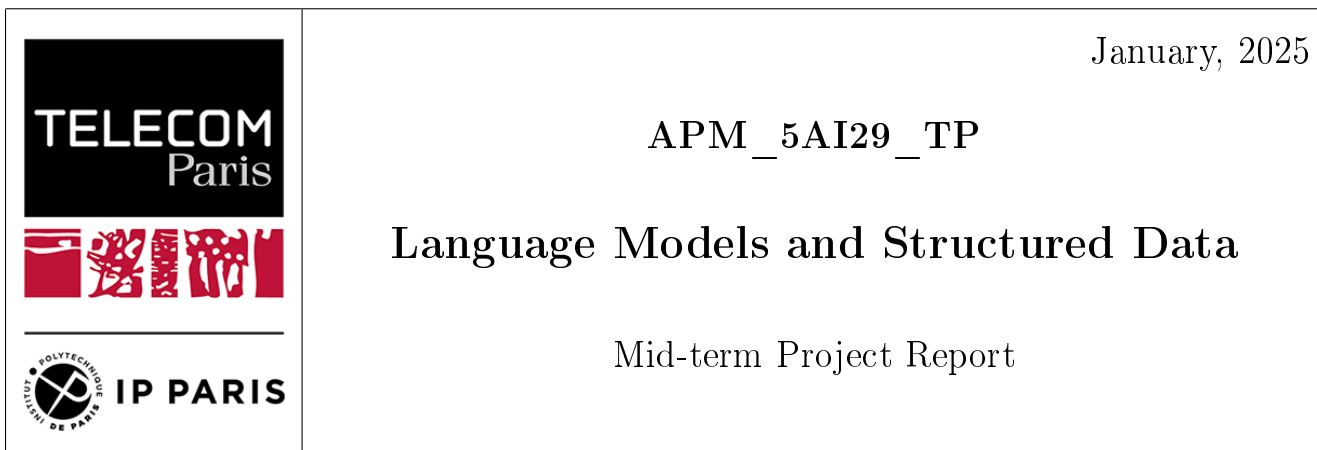 TELECOM
Paris
POLYTECHNIQUE
INSTITUT DE PARIS
IP PARIS
January, 2025
APM_5AI29_TP
Language Models and Structured Data
Mid-term Project Report